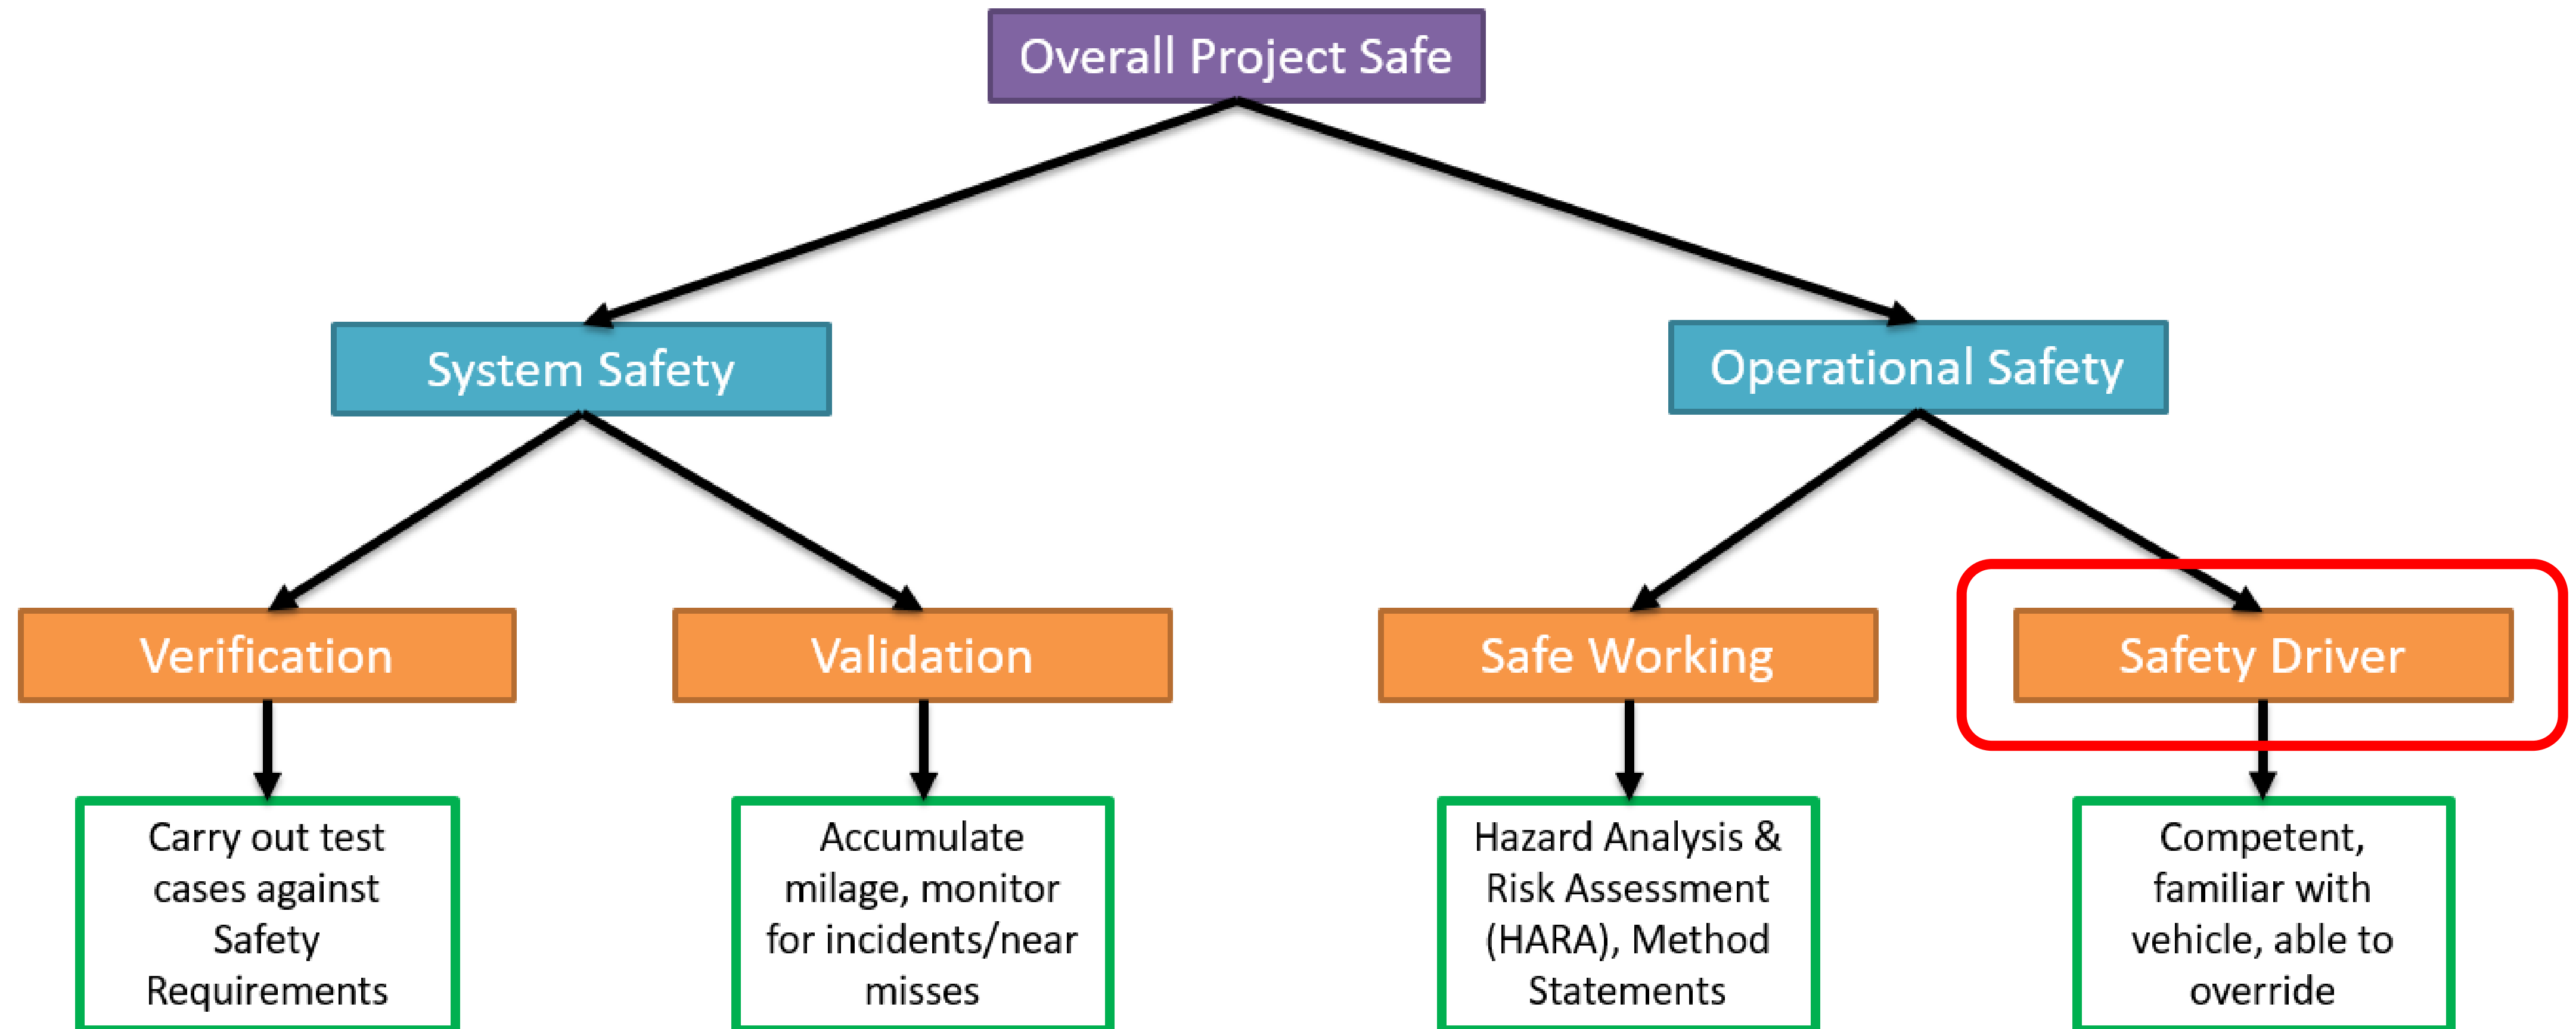 Overall Project Safe
System Safety
Operational Safety
Verification
Validation
Safe Working
Safety Driver
Carry out test
cases against
Safety
Requirements
Accumulate
milage, monitor
for incidents/near
misses
Hazard Analysis &
Risk Assessment
(HARA), Method
Statements
Competent,
familiar with
vehicle, able to
override